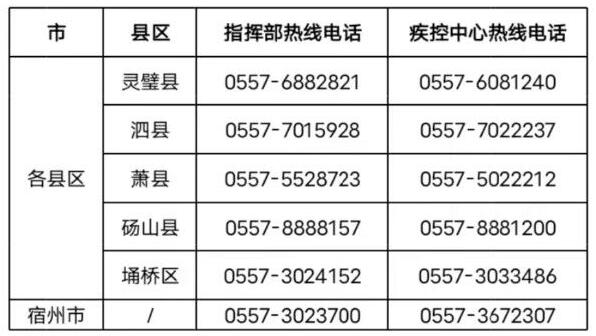 市 县区 指挥部热线电话 疾控中心热线电话
灵璧县 0557-6882821 0557-6081240
泗县 0557-7015928 0557-7022237
各县区 萧县 0557-5528723 0557-5022212
砀山县 0557-8888157 0557-8881200
埇桥区 0557-3024152 0557-3033486
宿州市 / 0557-3023700 0557-3672307